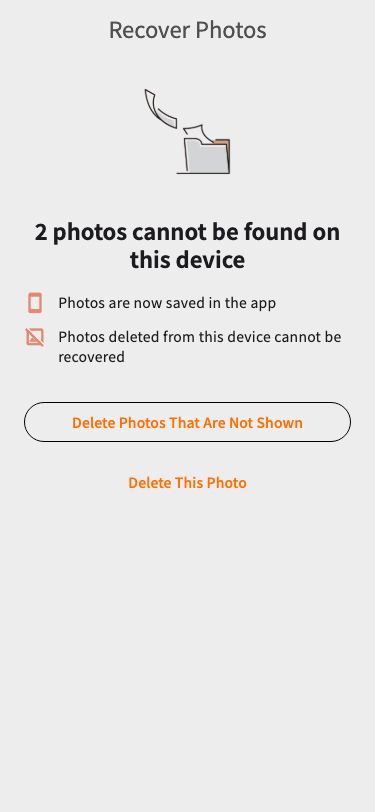 Recover Photos
2 photos cannot be found on
this device
Photos are now saved in the app
Photos deleted from this device cannot be
recovered
Delete Photos That Are Not Shown
Delete This Photo